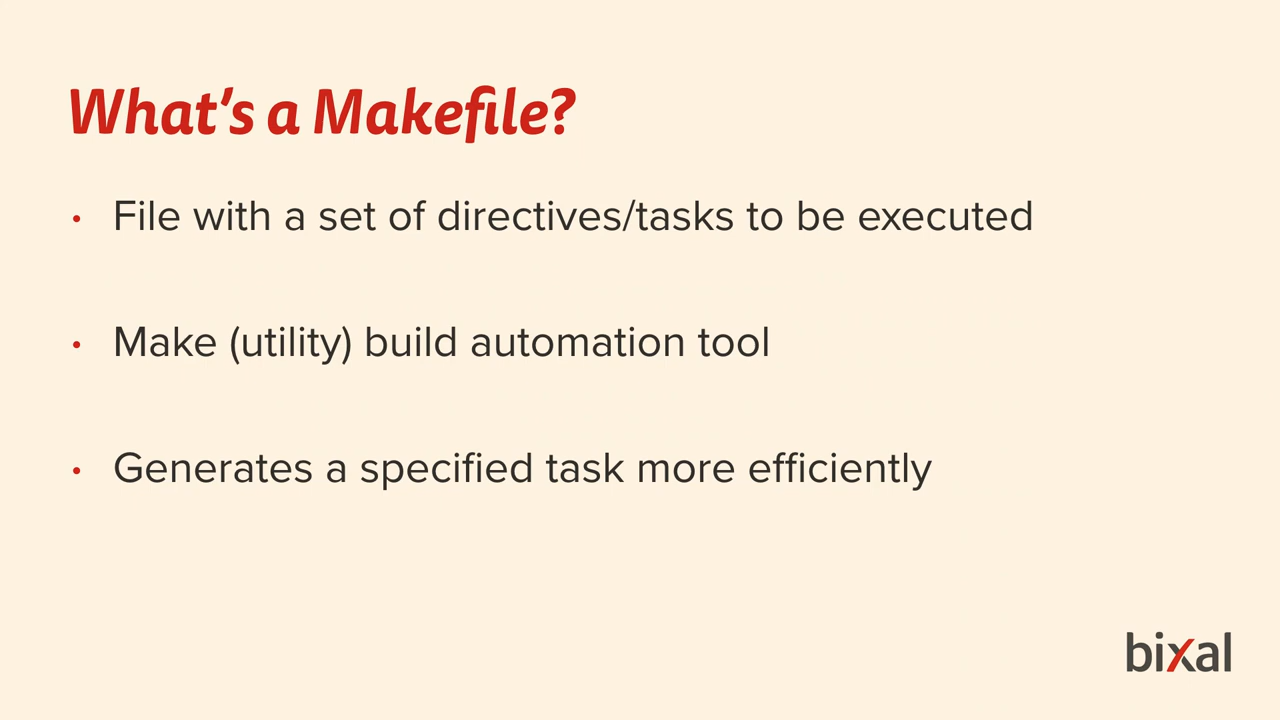 What's a Makefile?
• File with a set of directives/tasks to be executed
• Make (utility) build automation tool
• Generates a specified task more efficiently
bixal